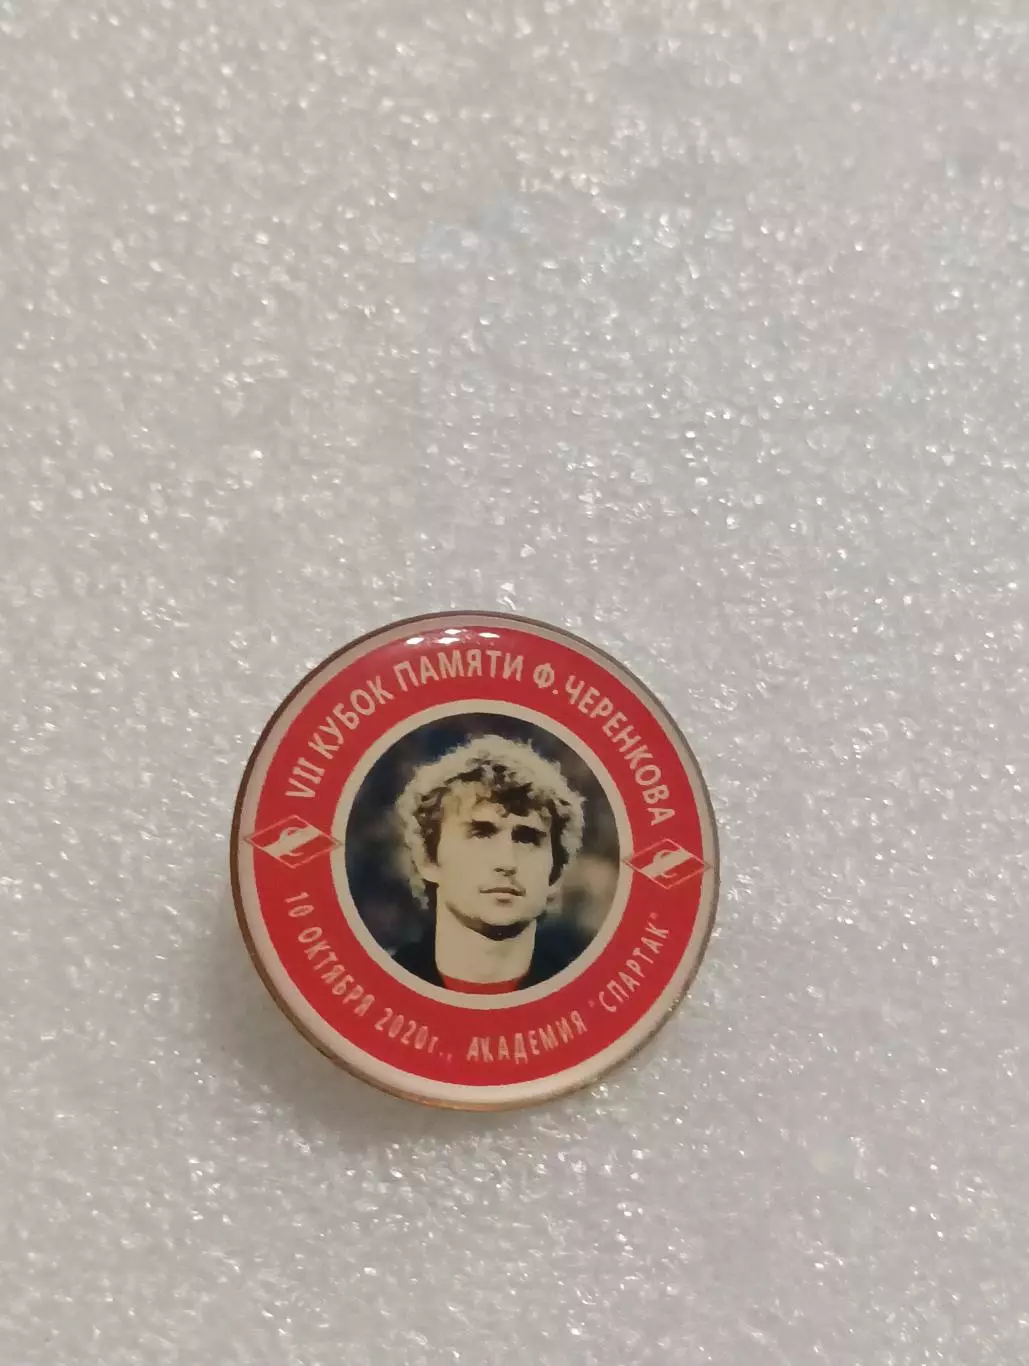 VII КУБОК ПАМЯТИ Ф. ЧЕРЕНКОВА
10 ОКТЯБРЯ 2020г., АКАДЕМИЯ "СПАРТАК"